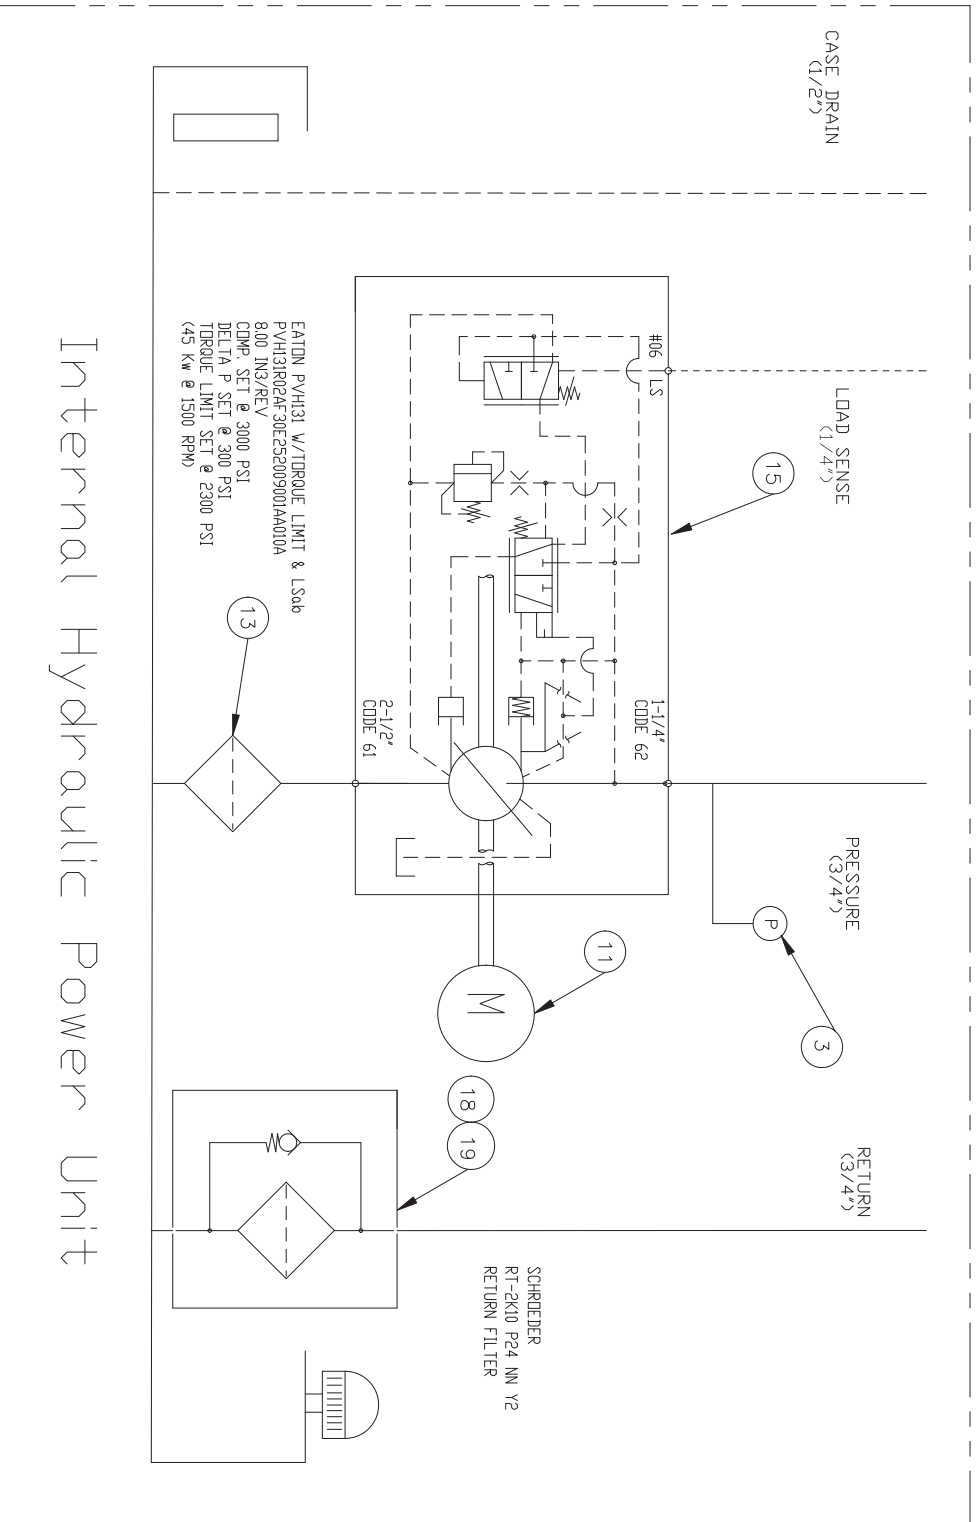 CASE DRAIN
(1/2")
LOAD SENSE
(1/4")
PRESSURE
(3/4")
RETURN
(3/4")
15
P
3
#06 LS
1-1/4"
CODE 62
2-1/2"
CODE 61
11
M
18
19
SCHROEDER
RT-2K10 P24 NN Y2
RETURN FILTER
EATON PVH131 W/TORQUE LIMIT & LSab
PVH131R02AF30E252009001AA010A
8.00 IN3/REV
COMP. SET @ 3000 PSI
DELTA P SET @ 300 PSI
TORQUE LIMIT SET @ 2300 PSI
(45 Kw @ 1500 RPM)
13
Internal Hydraulic Power Unit